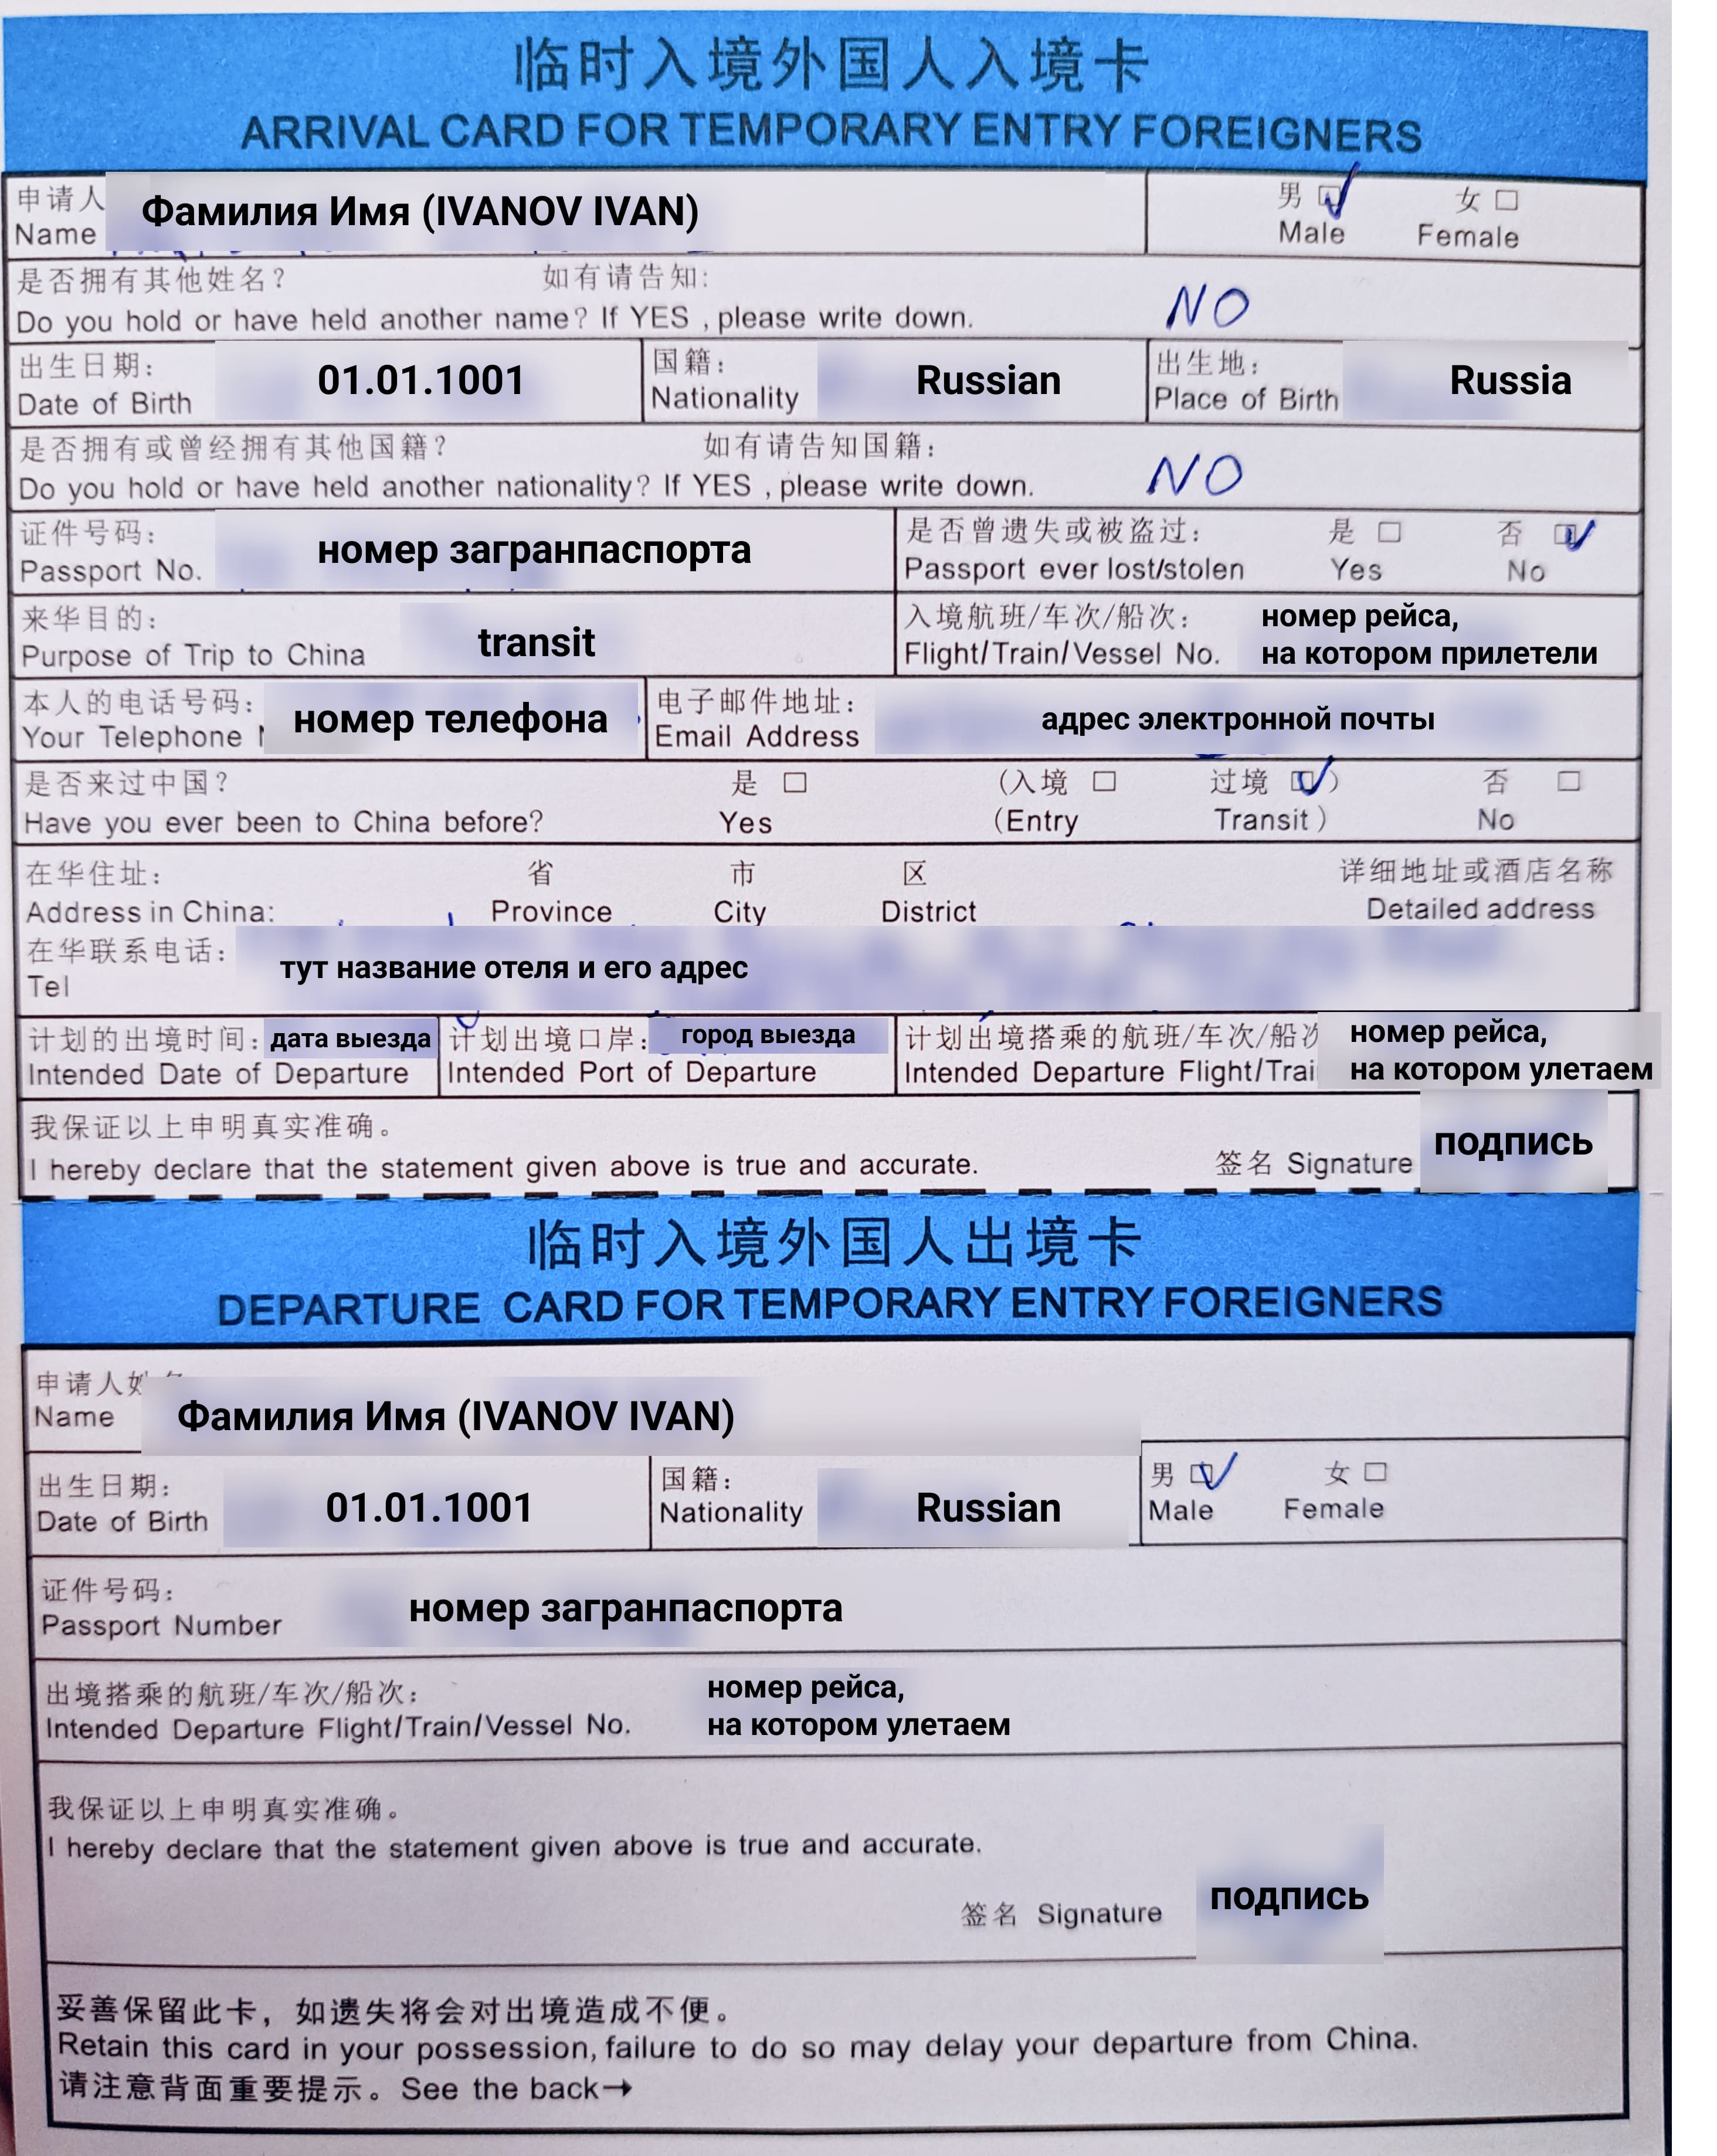 临时入境外国人入境卡
ARRIVAL CARD FOR TEMPORARY ENTRY FOREIGNERS
申请人 男 □ 女 □
Name Фамилия Имя (IVANOV IVAN) Male Female
是否拥有其他姓名? 如有请告知:
Do you hold or have held another name? If YES , please write down. NO
出生日期: 国籍: 出生地:
Date of Birth 01.01.1001 Nationality Russian Place of Birth Russia
是否拥有或曾经拥有其他国籍? 如有请告知国籍:
Do you hold or have held another nationality? If YES , please write down. NO
证件号码: 是否曾遗失或被盗过: 是 □ 否 □
Passport No. номер загранпаспорта Passport ever lost/stolen Yes No
来华目的: 入境航班/车次/船次: номер рейса,
Purpose of Trip to China transit Flight/Train/Vessel No. на котором прилетели
本人的电话号码: 电子邮件地址:
Your Telephone номер телефона Email Address адрес электронной почты
是否来过中国? 是 □ (入境 □ 过境 □) 否 □
Have you ever been to China before? Yes (Entry Transit) No
在华住址: 省 市 区 详细地址或酒店名称
Address in China: Province City District Detailed address
在华联系电话: тут название отеля и его адрес
Tel
计划的出境时间: дата выезда 计划出境口岸: город выезда 计划出境搭乘的航班/车次/船次 номер рейса,
Intended Date of Departure Intended Port of Departure Intended Departure Flight/Trai на котором улетаем
我保证以上申明真实准确。
I hereby declare that the statement given above is true and accurate. 签名 Signature подпись
临时入境外国人出境卡
DEPARTURE CARD FOR TEMPORARY ENTRY FOREIGNERS
申请人姓名
Name Фамилия Имя (IVANOV IVAN)
出生日期: 国籍: 男 □ 女 □
Date of Birth 01.01.1001 Nationality Russian Male Female
证件号码:
Passport Number номер загранпаспорта
出境搭乘的航班/车次/船次: номер рейса,
Intended Departure Flight/Train/Vessel No. на котором улетаем
我保证以上申明真实准确。
I hereby declare that the statement given above is true and accurate.
签名 Signature подпись
妥善保留此卡, 如遗失将会对出境造成不便。
Retain this card in your possession, failure to do so may delay your departure from China.
请注意背面重要提示。See the back→